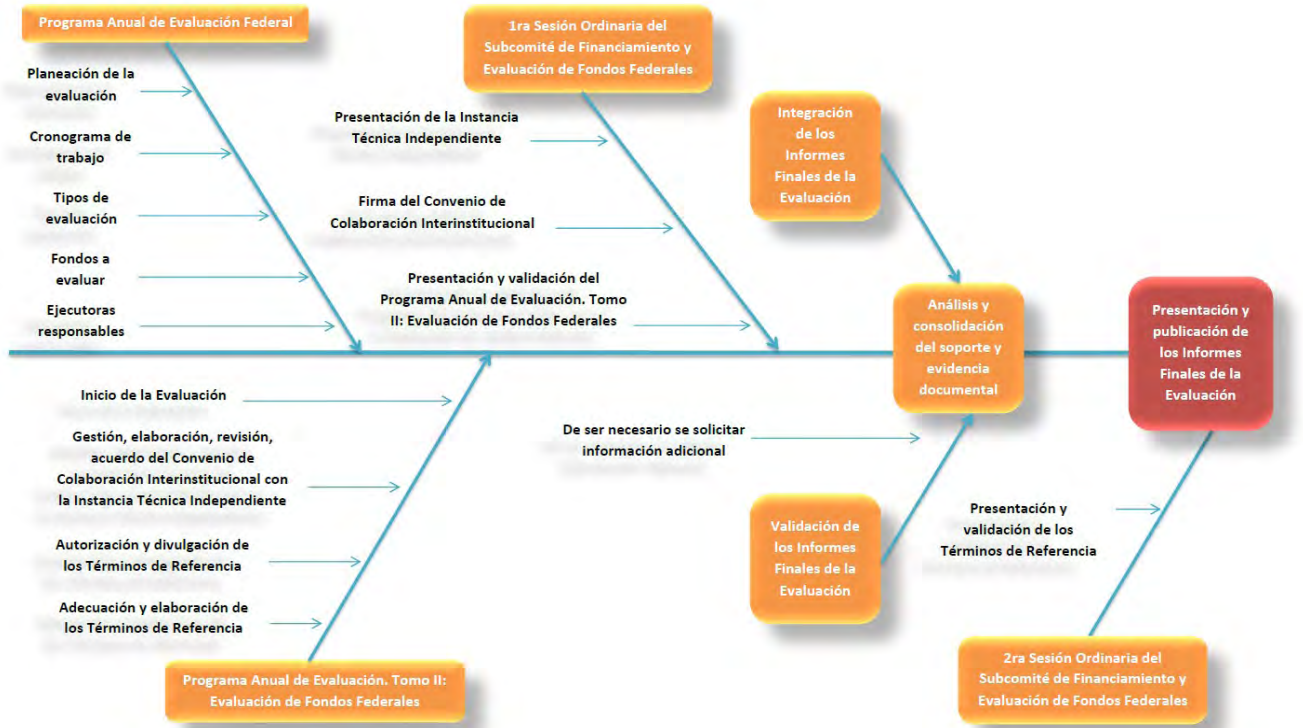 Programa Anual de Evaluación Federal
Planeación de la
evaluación
Cronograma de
trabajo
Tipos de
evaluación
Fondos a
evaluar
Ejecutoras
responsables
1ra Sesión Ordinaria del
Subcomité de Financiamiento y
Evaluación de Fondos Federales
Presentación de la Instancia
Técnica Independiente
Firma del Convenio de
Colaboración Interinstitucional
Presentación y validación del
Programa Anual de Evaluación. Tomo
II: Evaluación de Fondos Federales
Integración
de los
Informes
Finales de la
Evaluación
Análisis y
consolidación
del soporte y
evidencia
documental
Presentación y
publicación de
los Informes
Finales de la
Evaluación
Inicio de la Evaluación
Gestión, elaboración, revisión,
acuerdo del Convenio de
Colaboración Interinstitucional con
la Instancia Técnica Independiente
Autorización y divulgación de
los Términos de Referencia
Adecuación y elaboración de
los Términos de Referencia
Programa Anual de Evaluación. Tomo II:
Evaluación de Fondos Federales
De ser necesario se solicitar
información adicional
Validación de
los Informes
Finales de la
Evaluación
Presentación y
validación de los
Términos de Referencia
2ra Sesión Ordinaria del
Subcomité de Financiamiento y
Evaluación de Fondos Federales